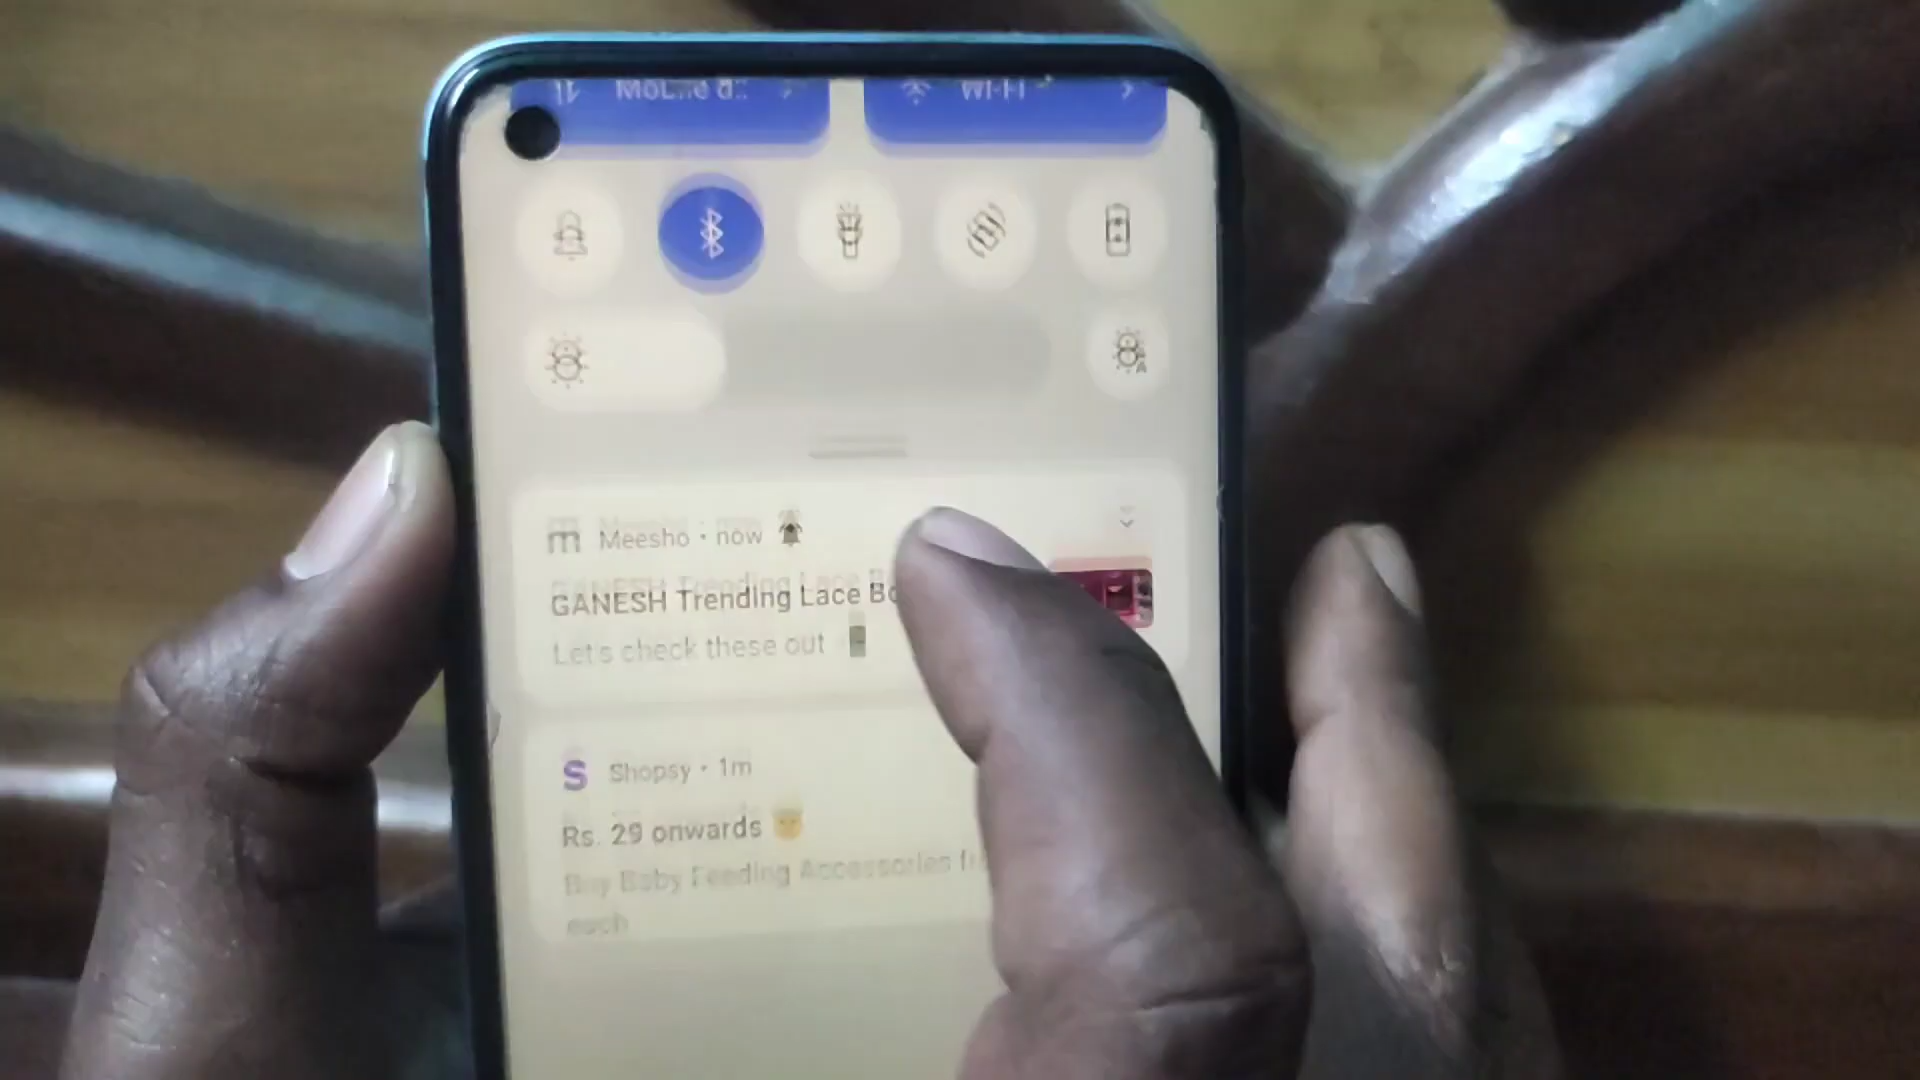 Wi-Fi
Meesho • now
GANESH Trending Lace
Let's check these out
S Shopsy • 1m
Rs. 29 onwards
Buy Baby Feeding Accessories
each